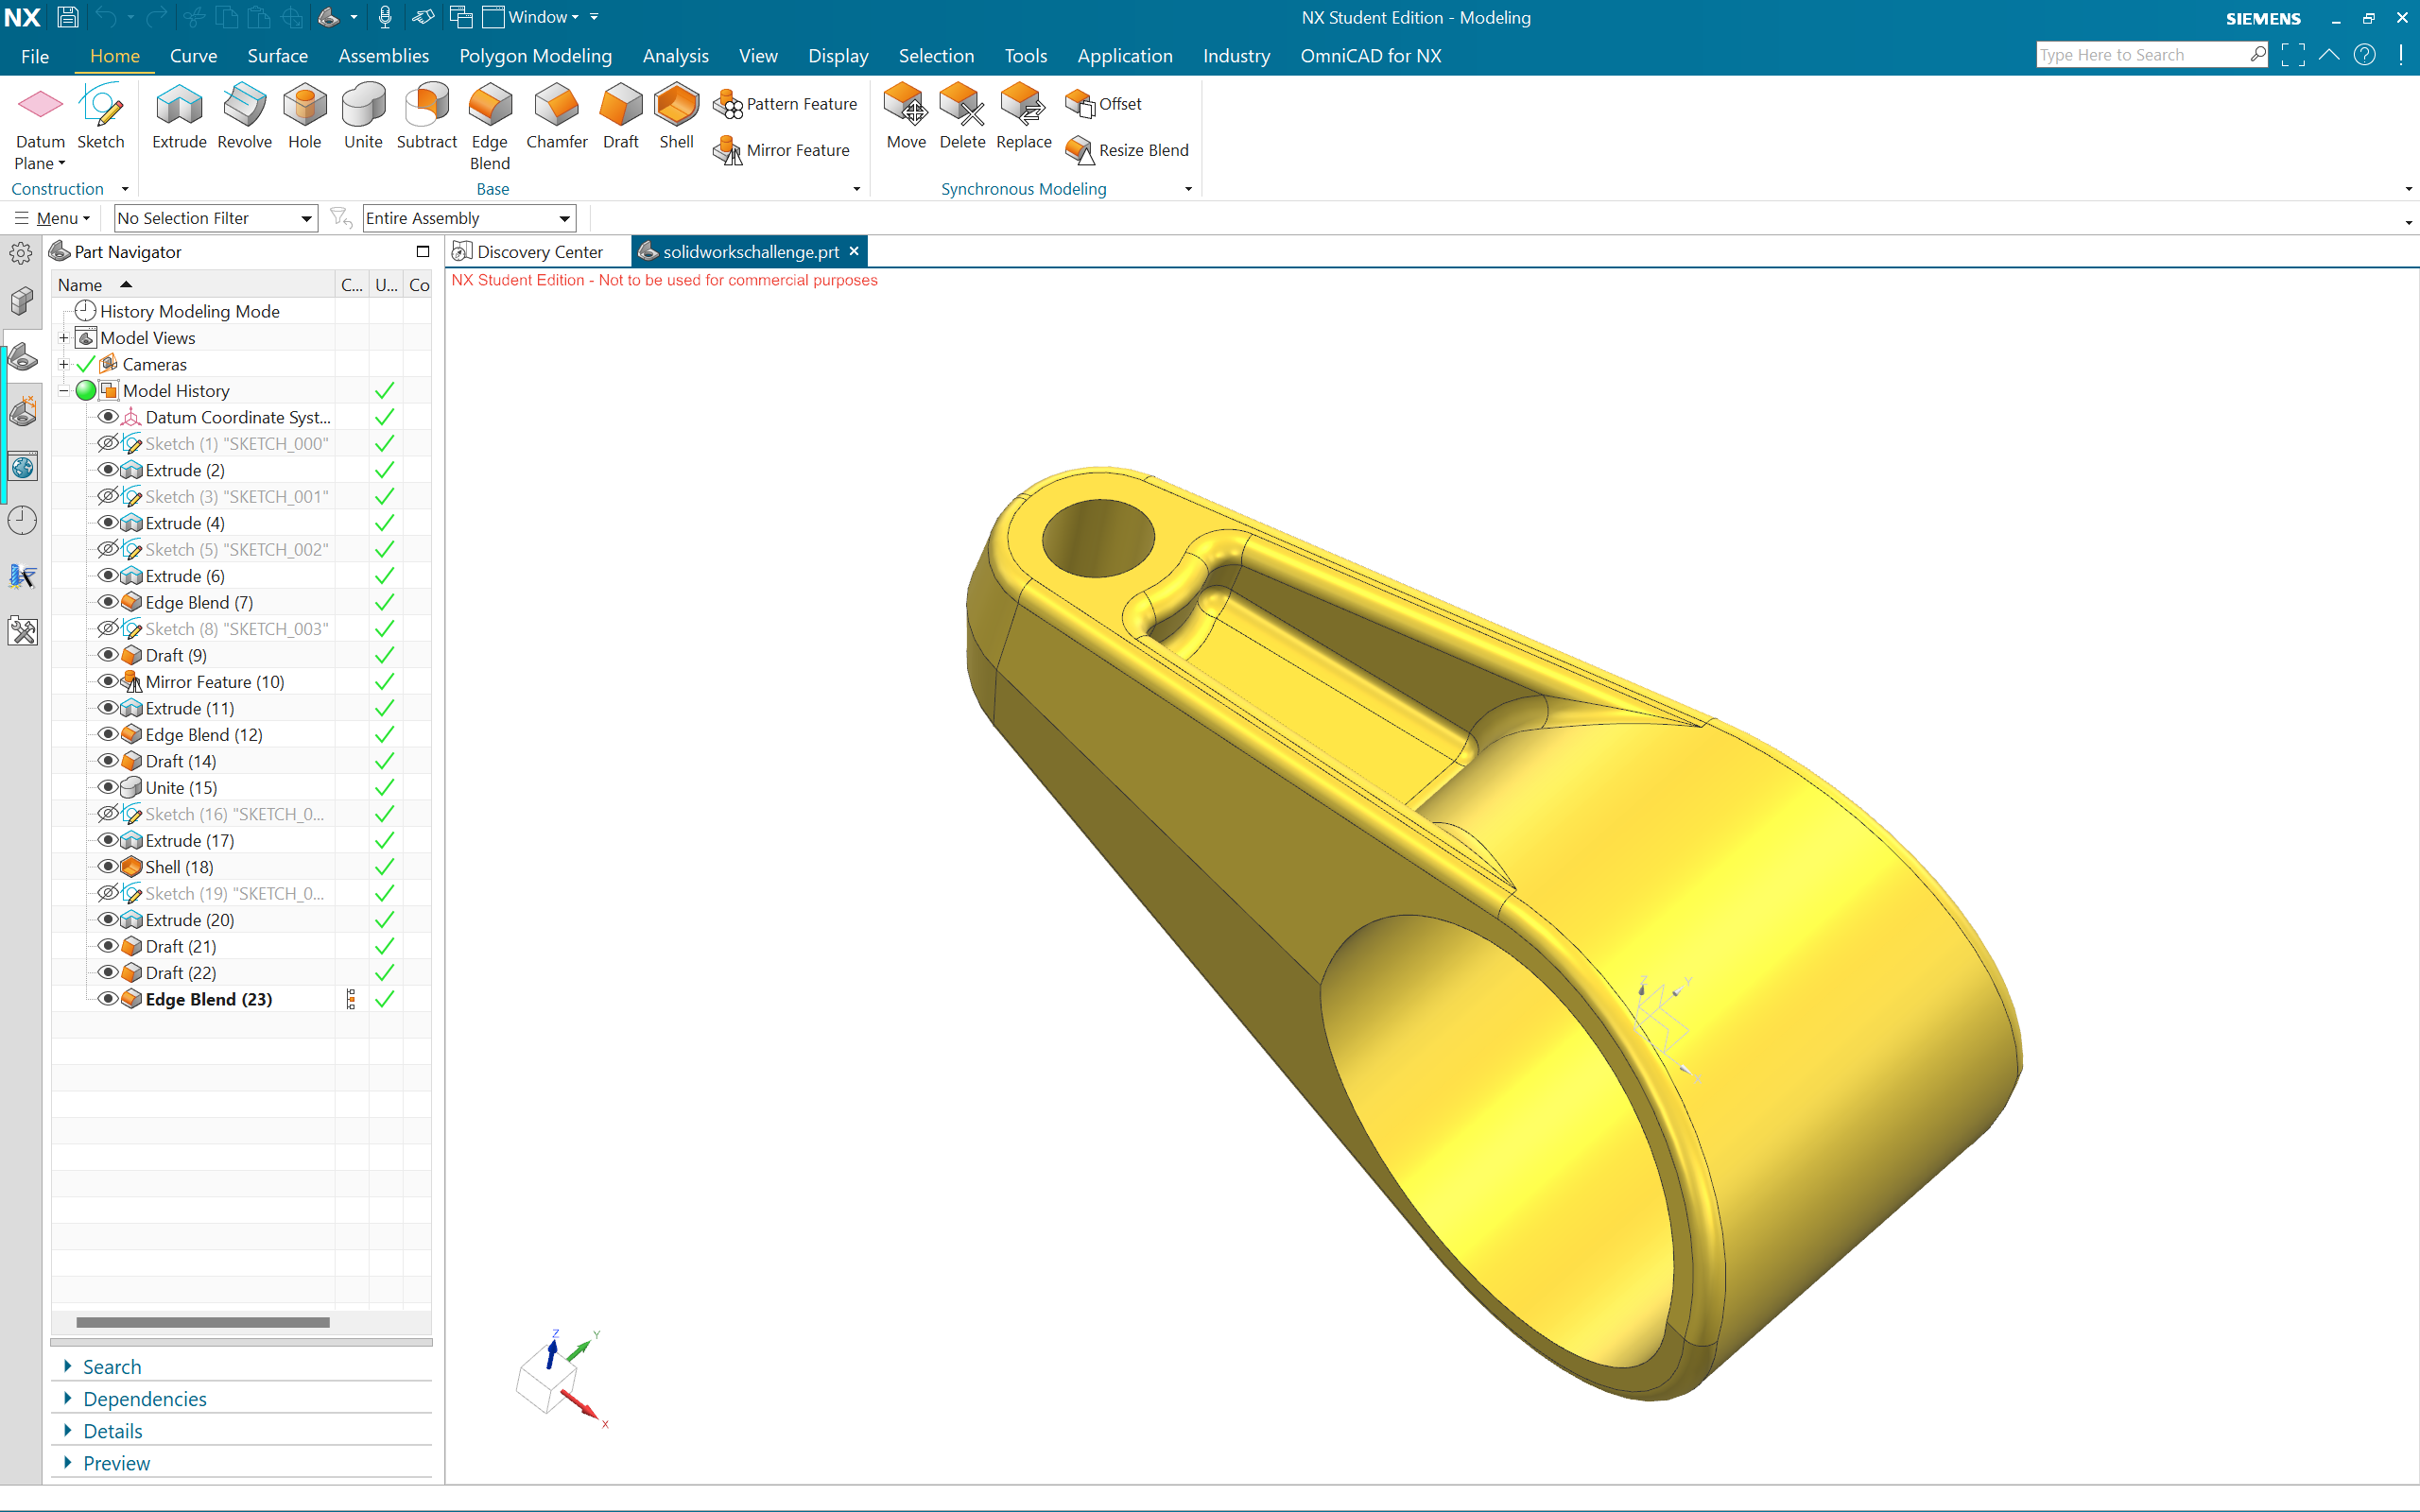 NX Window NX Student Edition - Modeling SIEMENS
File Home Curve Surface Assemblies Polygon Modeling Analysis View Display Selection Tools Application Industry OmniCAD for NX Type Here to Search
Datum Plane Sketch Extrude Revolve Hole Unite Subtract Edge Blend Chamfer Draft Shell Pattern Feature Mirror Feature Move Delete Replace Offset Resize Blend
Construction Base Synchronous Modeling
Menu No Selection Filter Entire Assembly
Part Navigator Discovery Center solidworkschallenge.prt
NX Student Edition - Not to be used for commercial purposes
Name C... U... Co
History Modeling Mode
Model Views
Cameras
Model History
Datum Coordinate Syst...
Sketch (1) "SKETCH_000"
Extrude (2)
Sketch (3) "SKETCH_001"
Extrude (4)
Sketch (5) "SKETCH_002"
Extrude (6)
Edge Blend (7)
Sketch (8) "SKETCH_003"
Draft (9)
Mirror Feature (10)
Extrude (11)
Edge Blend (12)
Draft (14)
Unite (15)
Sketch (16) "SKETCH_0...
Extrude (17)
Shell (18)
Sketch (19) "SKETCH_0...
Extrude (20)
Draft (21)
Draft (22)
Edge Blend (23)
Z Y
X
Z Y
X
Search
Dependencies
Details
Preview